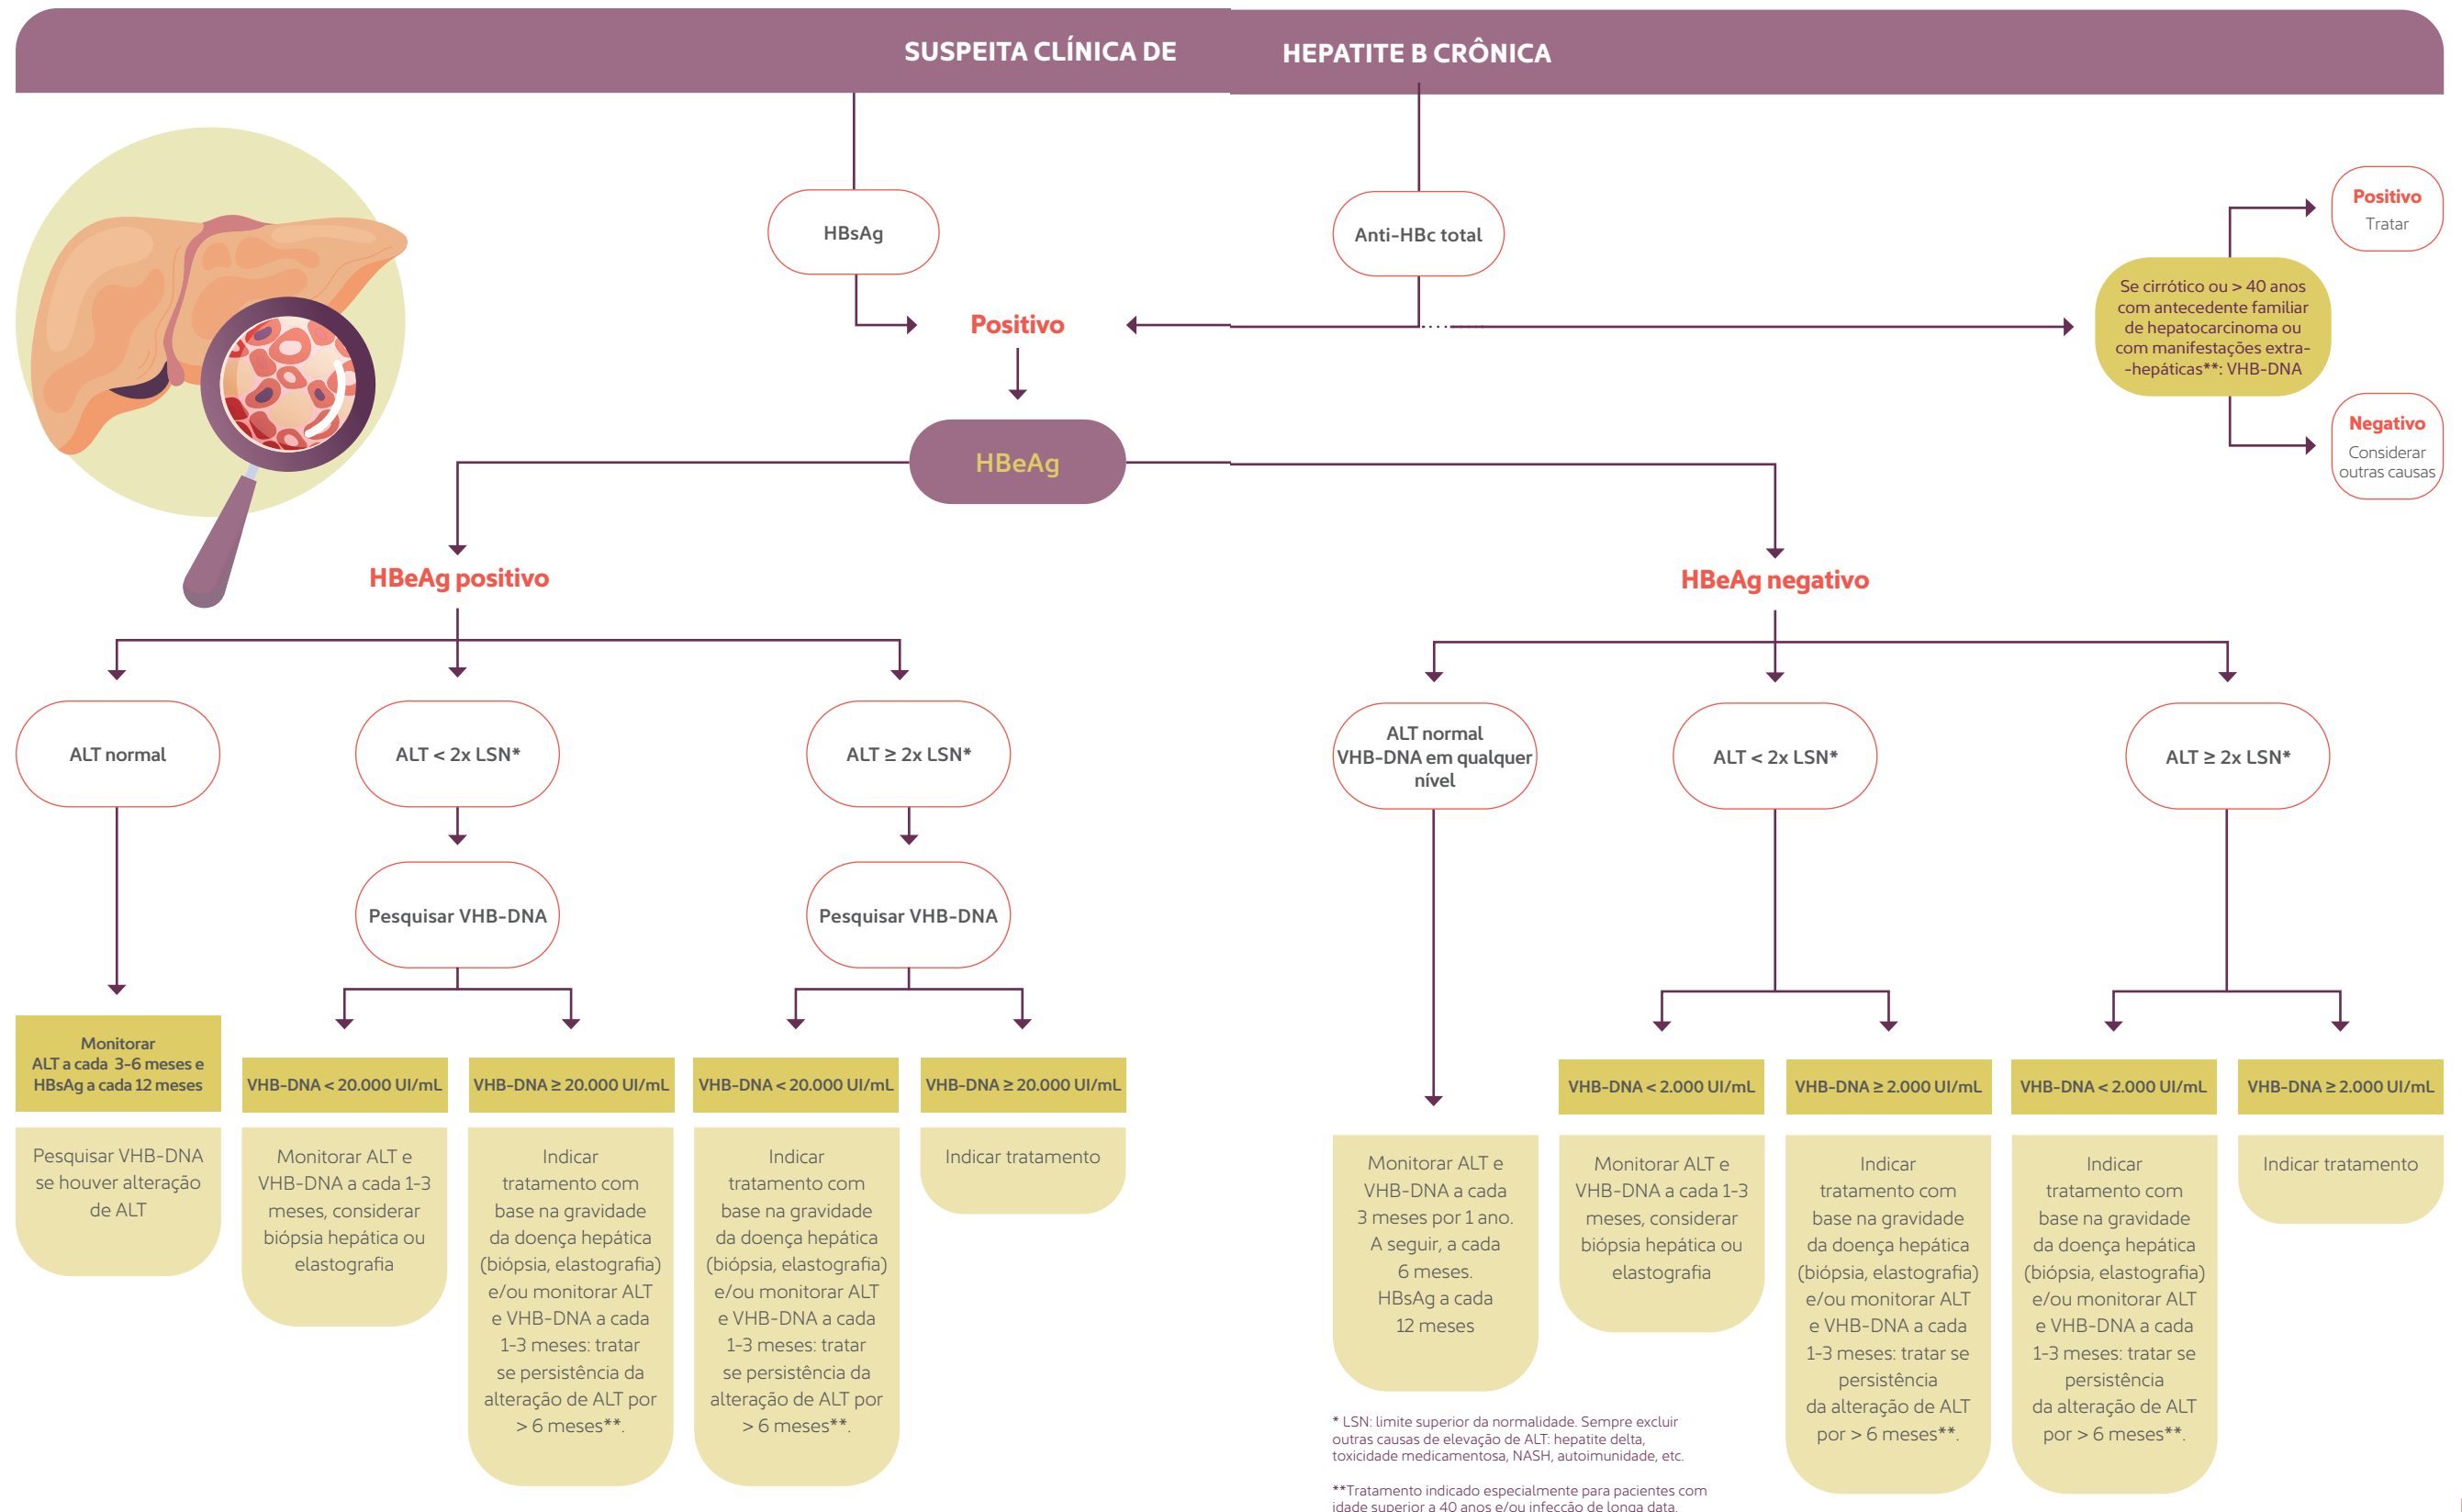 SUSPEITA CLÍNICA DE HEPATITE B CRÔNICA
HBsAg
Anti-HBc total
Positivo
Positivo
Tratar
Se cirrótico ou > 40 anos
com antecedente familiar
de hepatocarcinoma ou
com manifestações extra-
-hepáticas**: VHB-DNA
Negativo
Considerar
outras causas
HBeAg
HBeAg positivo
HBeAg negativo
ALT normal
ALT < 2x LSN*
ALT ≥ 2x LSN*
ALT normal
VHB-DNA em qualquer
nível
ALT < 2x LSN*
ALT ≥ 2x LSN*
Pesquisar VHB-DNA
Pesquisar VHB-DNA
Monitorar
ALT a cada 3-6 meses e
HBsAg a cada 12 meses
Pesquisar VHB-DNA
se houver alteração
de ALT
VHB-DNA < 20.000 UI/mL
Monitorar ALT e
VHB-DNA a cada 1-3
meses, considerar
biópsia hepática ou
elastografia
VHB-DNA ≥ 20.000 UI/mL
Indicar
tratamento com
base na gravidade
da doença hepática
(biópsia, elastografia)
e/ou monitorar ALT
e VHB-DNA a cada
1-3 meses: tratar
se persistência da
alteração de ALT por
> 6 meses**.
VHB-DNA < 20.000 UI/mL
Indicar
tratamento com
base na gravidade
da doença hepática
(biópsia, elastografia)
e/ou monitorar ALT
e VHB-DNA a cada
1-3 meses: tratar
se persistência da
alteração de ALT por
> 6 meses**.
VHB-DNA ≥ 20.000 UI/mL
Indicar tratamento
Monitorar ALT e
VHB-DNA a cada
3 meses por 1 ano.
A seguir, a cada
6 meses.
HBsAg a cada
12 meses
VHB-DNA < 2.000 UI/mL
Monitorar ALT e
VHB-DNA a cada 1-3
meses, considerar
biópsia hepática ou
elastografia
VHB-DNA ≥ 2.000 UI/mL
Indicar
tratamento com
base na gravidade
da doença hepática
(biópsia, elastografia)
e/ou monitorar ALT
e VHB-DNA a cada
1-3 meses: tratar se
persistência
da alteração de ALT
por > 6 meses**.
VHB-DNA < 2.000 UI/mL
Indicar
tratamento com
base na gravidade
da doença hepática
(biópsia, elastografia)
e/ou monitorar ALT
e VHB-DNA a cada
1-3 meses: tratar se
persistência
da alteração de ALT
por > 6 meses**.
VHB-DNA ≥ 2.000 UI/mL
Indicar tratamento
* LSN: limite superior da normalidade. Sempre excluir
outras causas de elevação de ALT: hepatite delta,
toxicidade medicamentosa, NASH, autoimunidade, etc.
**Tratamento indicado especialmente para pacientes com
idade superior a 40 anos e/ou infecção de longa data.